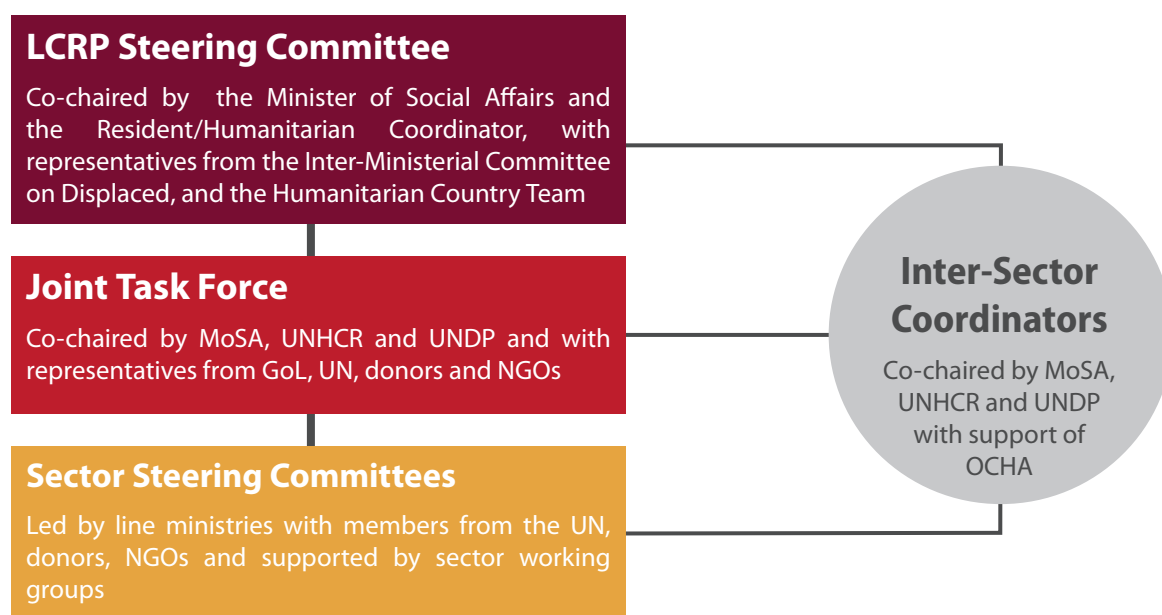 LCRP Steering Committee
Co-chaired by the Minister of Social Affairs and
the Resident/Humanitarian Coordinator, with
representatives from the Inter-Ministerial Committee
on Displaced, and the Humanitarian Country Team
Joint Task Force
Co-chaired by MoSA, UNHCR and UNDP and with
representatives from GoL, UN, donors and NGOs
Sector Steering Committees
Led by line ministries with members from the UN,
donors, NGOs and supported by sector working
groups
Inter-Sector
Coordinators
Co-chaired by MoSA,
UNHCR and UNDP
with support of
OCHA